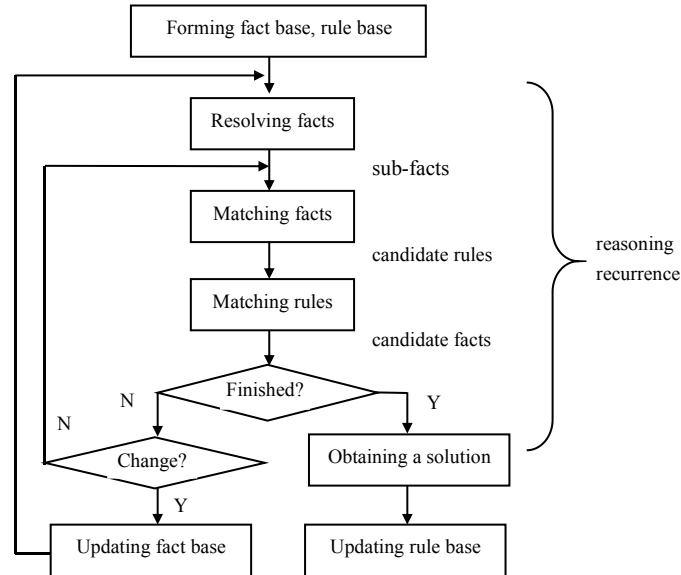 Forming fact base, rule base
Resolving facts
sub-facts
Matching facts
candidate rules
reasoning
recurrence
Matching rules
candidate facts
Finished?
N
Y
N
Change?
Obtaining a solution
Y
Updating fact base
Updating rule base